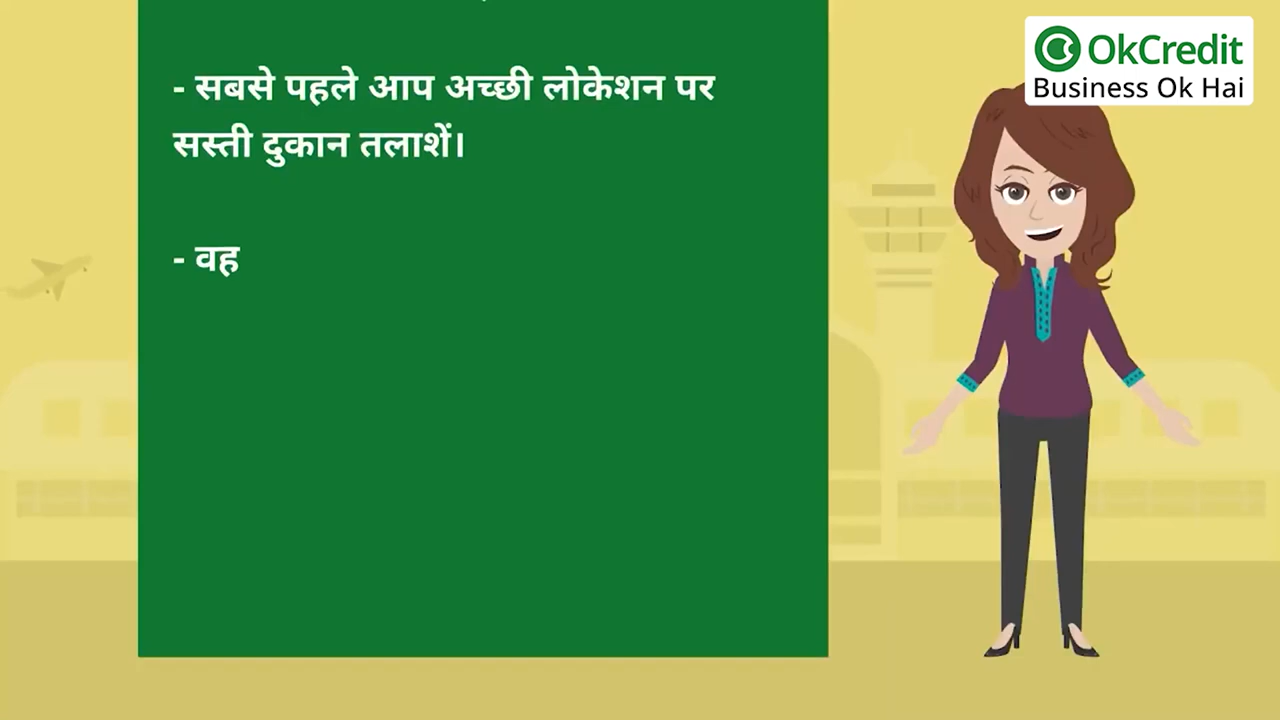 - सबसे पहले आप अच्छी लोकेशन पर
सस्ती दुकान तलाशें।
- वह
OkCredit
Business Ok Hai